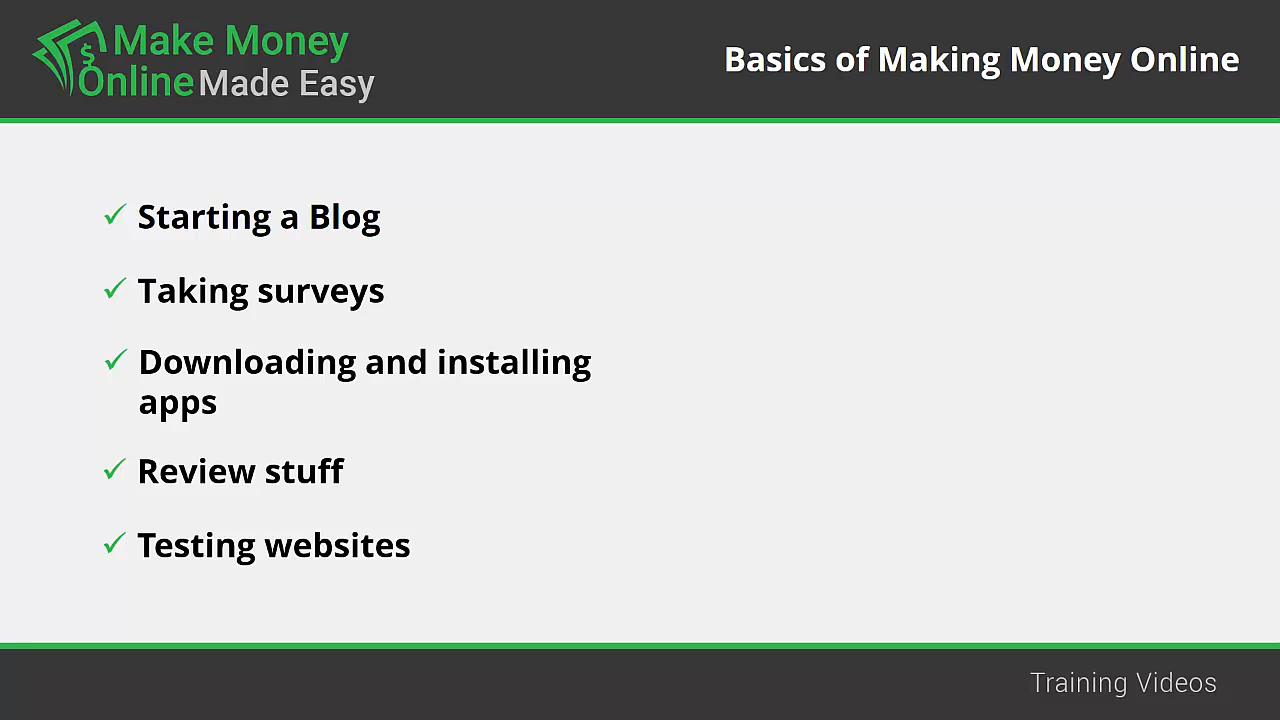 Make Money
Online Made Easy
Basics of Making Money Online
Starting a Blog
Taking surveys
Downloading and installing
apps
Review stuff
Testing websites
Training Videos